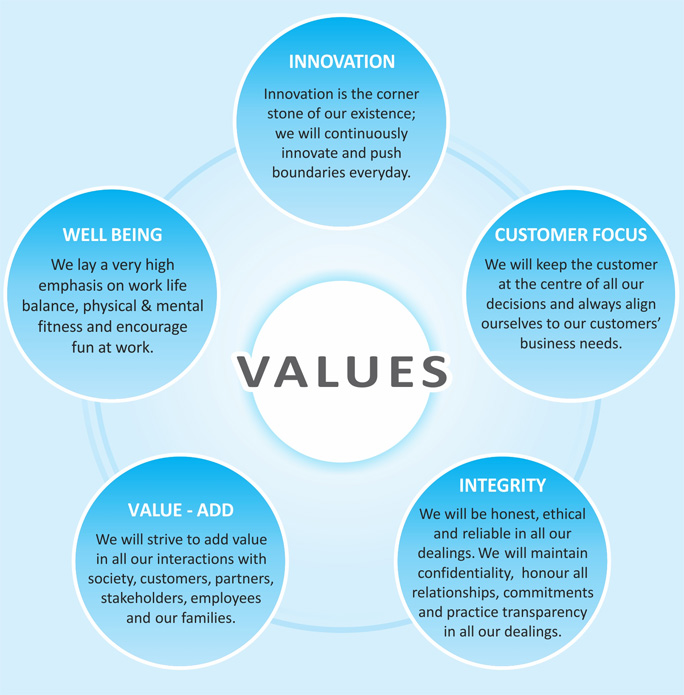 INNOVATION
Innovation is the corner
stone of our existence;
we will continuously
innovate and push
boundaries everyday.
CUSTOMER FOCUS
We will keep the customer
at the centre of all our
decisions and always align
ourselves to our customers’
business needs.
INTEGRITY
We will be honest, ethical
and reliable in all our
dealings. We will maintain
confidentiality, honour all
relationships, commitments
and practice transparency
in all our dealings.
VALUE - ADD
We will strive to add value
in all our interactions with
society, customers, partners,
stakeholders, employees
and our families.
WELL BEING
We lay a very high
emphasis on work life
balance, physical & mental
fitness and encourage
fun at work.
VALUES